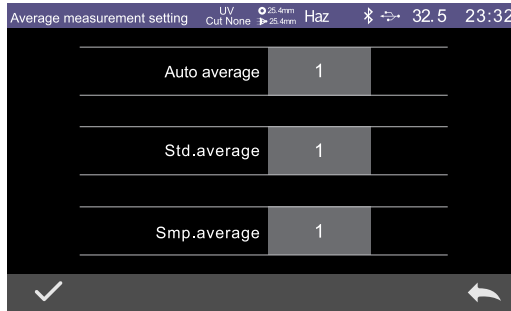 Average measurement setting UV Cut None 25.4mm 25.4mm Haz 32.5 23:32
Auto average 1
Std.average 1
Smp.average 1